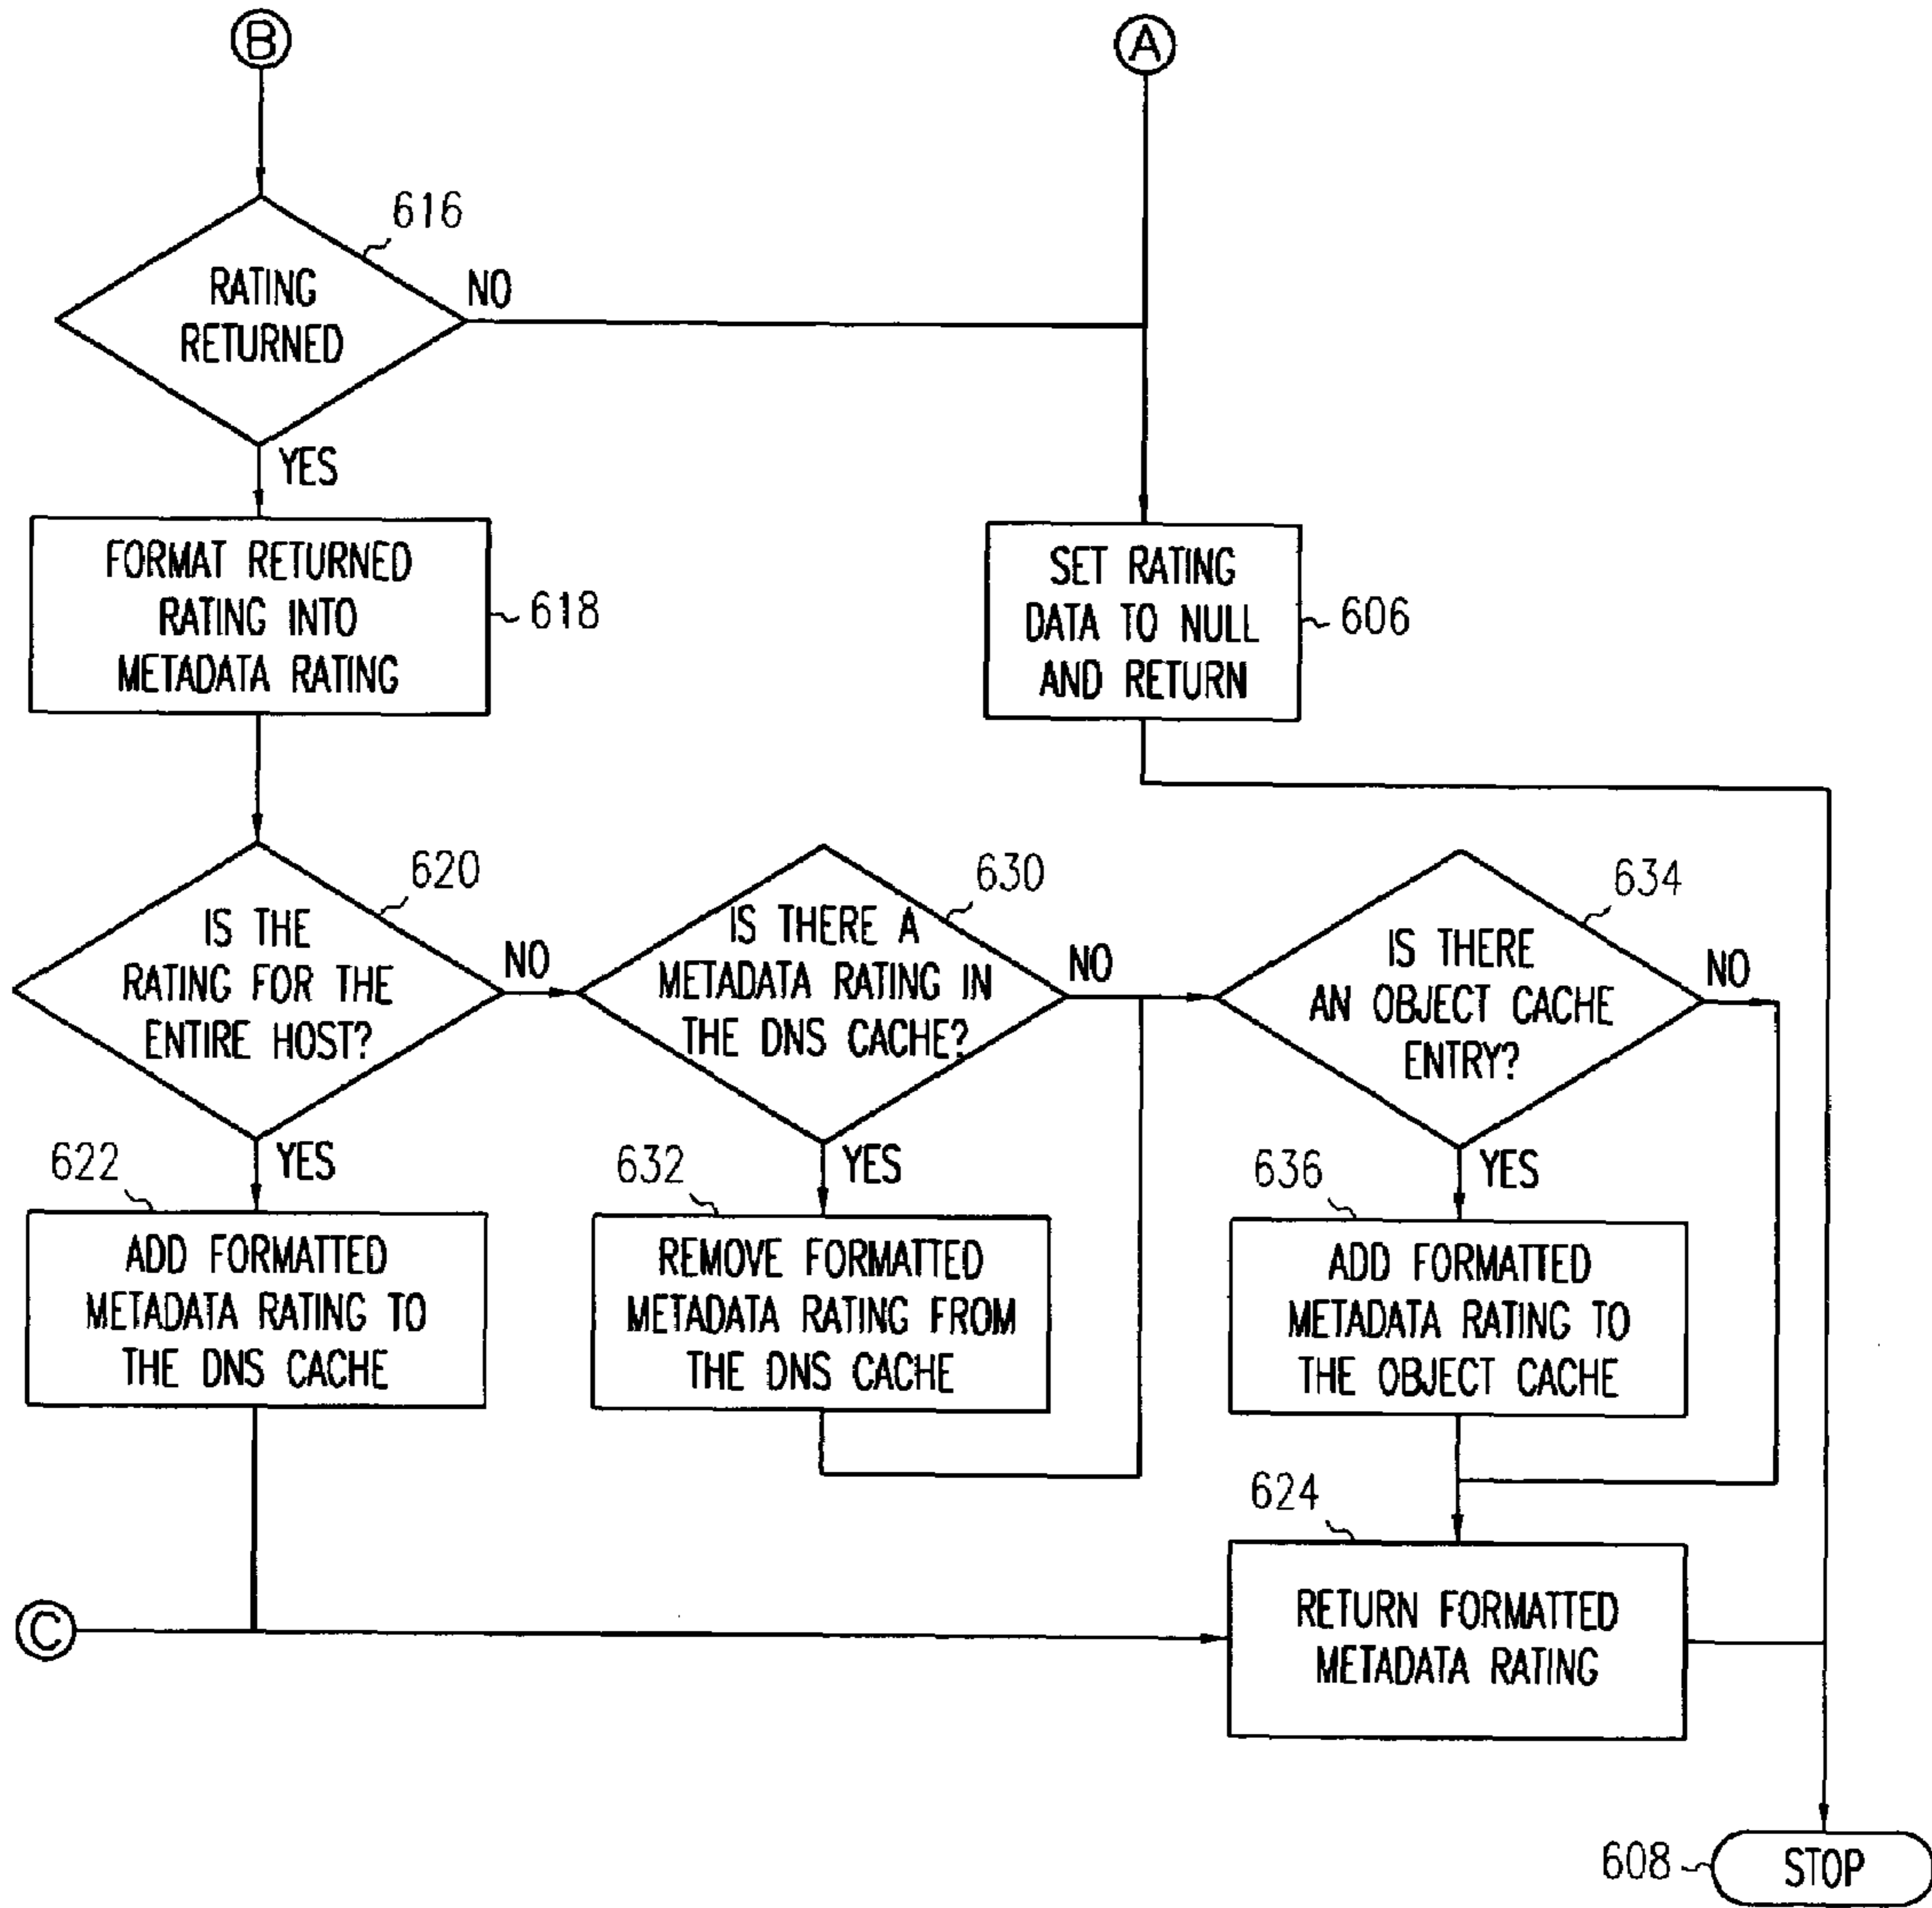 B
A
616
RATING
RETURNED
NO
YES
FORMAT RETURNED
RATING INTO
METADATA RATING
618
SET RATING
DATA TO NULL
AND RETURN
606
620
IS THE
RATING FOR THE
ENTIRE HOST?
NO
YES
630
IS THERE A
METADATA RATING IN
THE DNS CACHE?
NO
YES
634
IS THERE
AN OBJECT CACHE
ENTRY?
NO
YES
622
ADD FORMATTED
METADATA RATING TO
THE DNS CACHE
632
REMOVE FORMATTED
METADATA RATING FROM
THE DNS CACHE
636
ADD FORMATTED
METADATA RATING TO
THE OBJECT CACHE
624
C
RETURN FORMATTED
METADATA RATING
608
STOP